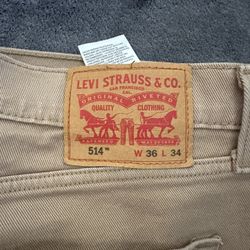 LEVI STRAUSS & CO.
SAN FRANCISCO
CAL.
ORIGINAL RIVETED
QUALITY CLOTHING
514™ W 36 L 34